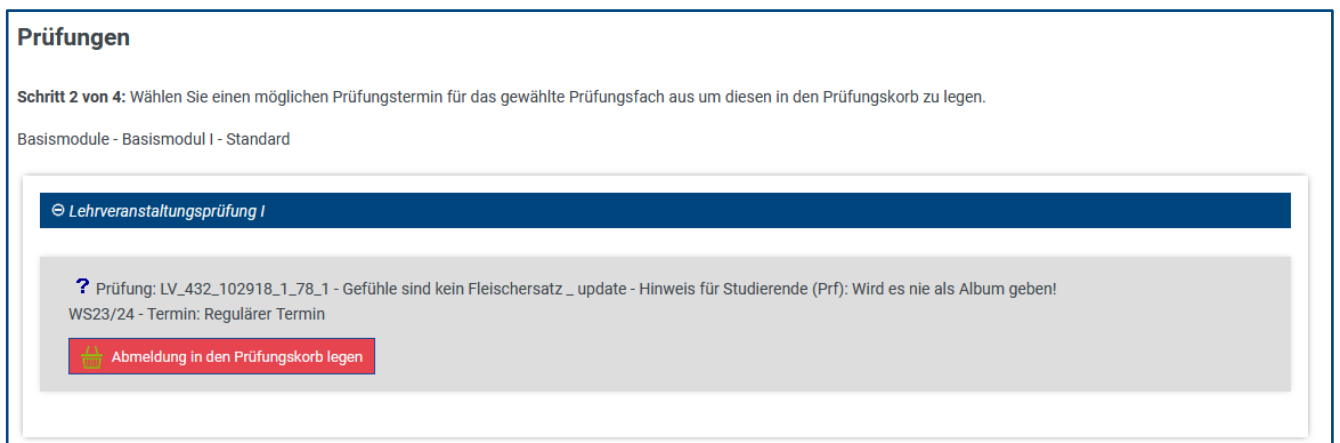 Prüfungen
Schritt 2 von 4: Wählen Sie einen möglichen Prüfungstermin für das gewählte Prüfungsfach aus um diesen in den Prüfungskorb zu legen.
Basismodule - Basismodul I - Standard
Lehrveranstaltungsprüfung I
? Prüfung: LV_432_102918_1_78_1 - Gefühle sind kein Fleischersatz _ update - Hinweis für Studierende (Prf): Wird es nie als Album geben!
WS23/24 - Termin: Regulärer Termin
Abmeldung in den Prüfungskorb legen